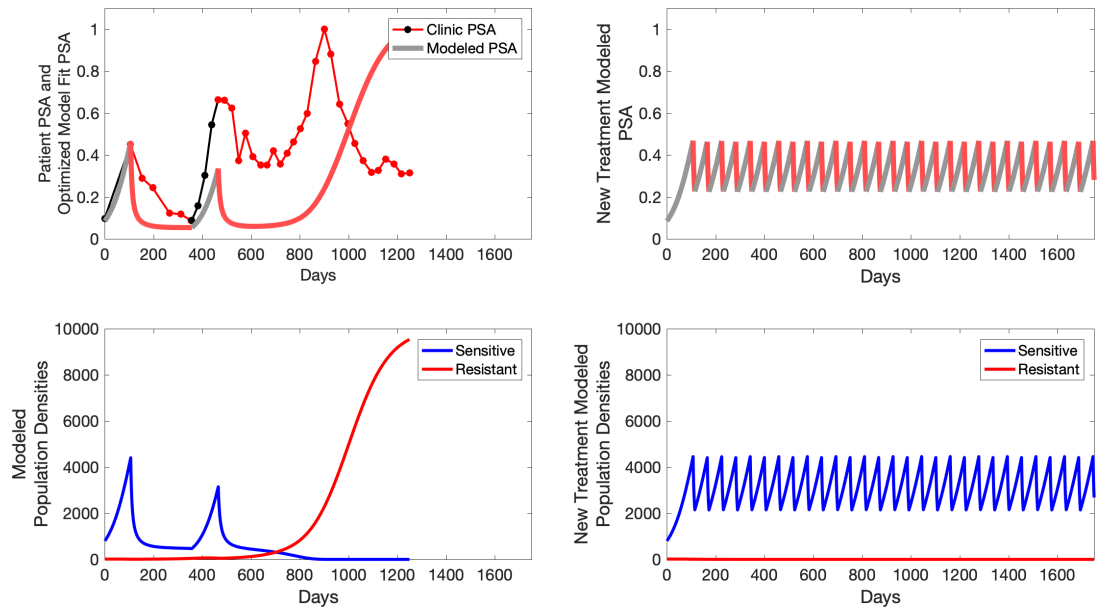 Patient PSA and
Optimized Model Fit PSA
1
0.8
0.6
0.4
0.2
0
0 200 400 600 800 1000 1200 1400 1600
Days
Clinic PSA
Modeled PSA
New Treatment Modeled
PSA
1
0.8
0.6
0.4
0.2
0
0 200 400 600 800 1000 1200 1400 1600
Days
Modeled
Population Densities
10000
8000
6000
4000
2000
0
0 200 400 600 800 1000 1200 1400 1600
Days
Sensitive
Resistant
New Treatment Modeled
Population Densities
10000
8000
6000
4000
2000
0
0 200 400 600 800 1000 1200 1400 1600
Days
Sensitive
Resistant